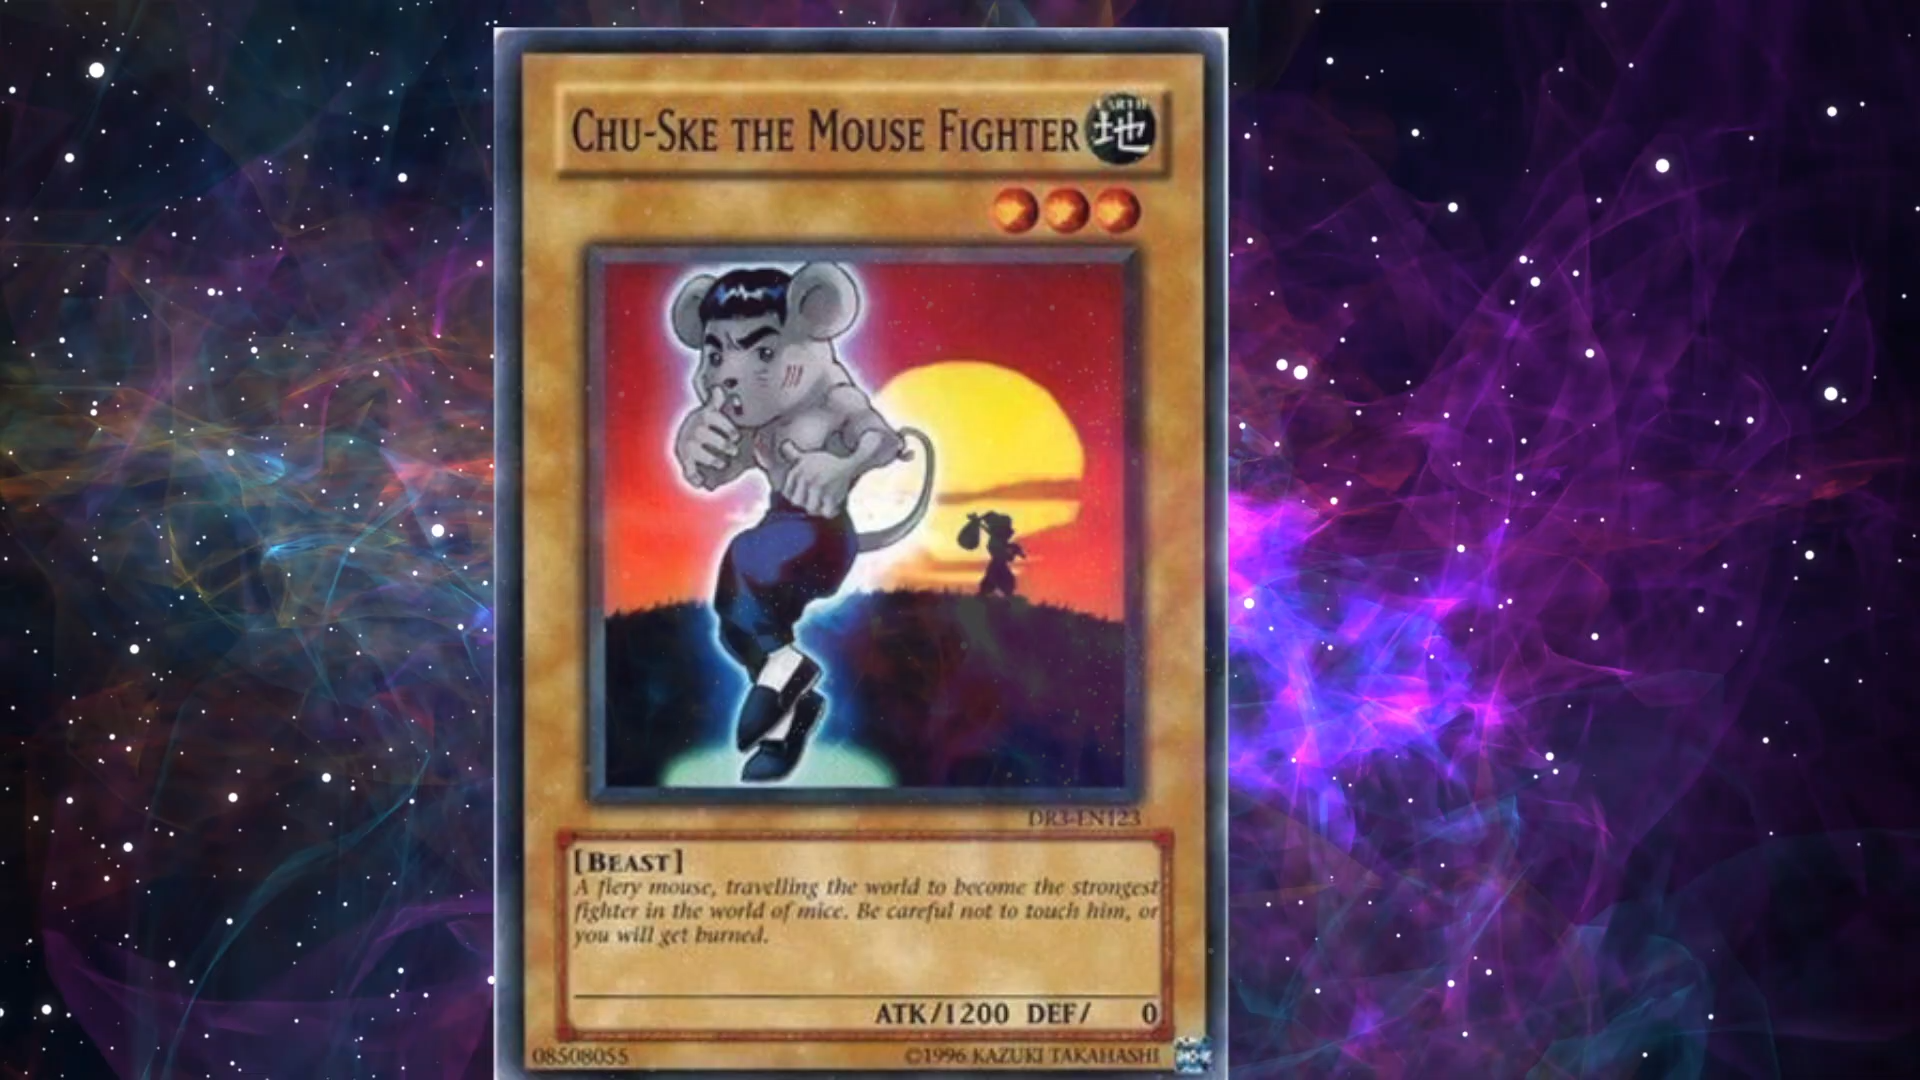 CHU-SKE THE MOUSE FIGHTER
EARTH
地
DR3-EN123
[BEAST]
A fiery mouse, travelling the world to become the strongest
fighter in the world of mice. Be careful not to touch him, or
you will get burned.
ATK/1200 DEF/ 0
08508055 ©1996 KAZUKI TAKAHASHI